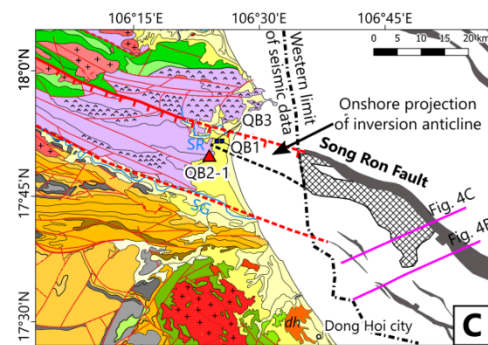 106°15'E
106°30'E
106°45'E
0 5 10 15 20
km
18°0'N
17°45'N
17°30'N
Western limit
of seismic data
Onshore projection
of inversion anticline
QB3
QB1
SR
QB2-1
Song Ron Fault
SG
Fig. 4C
Dong Hoi city
dh
C